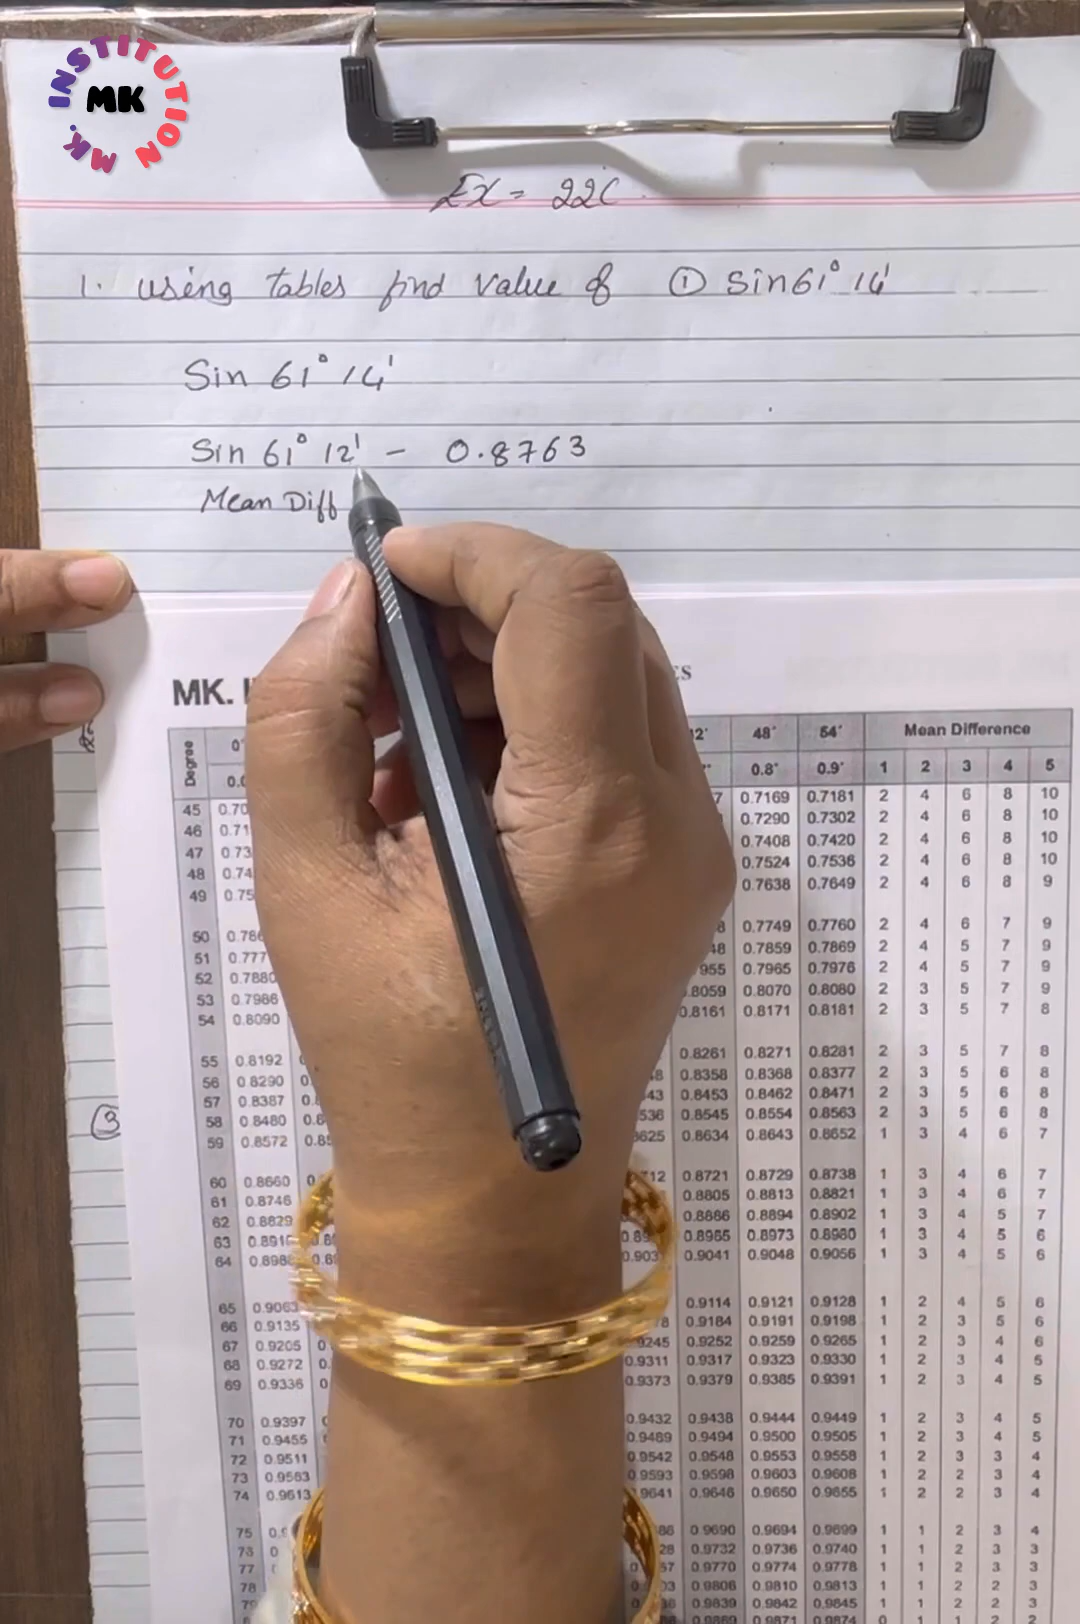 MK. INSTITUTION
MK
Ex = 22C
1. using tables find value of ① Sin61° 14'
Sin 61° 14'
Sin 61° 12' - 0.8763
Mean Diff
MK.
Degree 48' 54' Mean Difference
0.8° 0.9° 1 2 3 4 5
45 0.7169 0.7181 2 4 6 8 10
46 0.7290 0.7302 2 4 6 8 10
47 0.7408 0.7420 2 4 6 8 10
48 0.7524 0.7536 2 4 6 8 10
49 0.7638 0.7649 2 4 6 8 9
50 0.7749 0.7760 2 4 6 7 9
51 0.7859 0.7869 2 4 5 7 9
52 0.7880 0.7965 0.7976 2 4 5 7 9
53 0.7986 0.8059 0.8070 0.8080 2 3 5 7 9
54 0.8090 0.8161 0.8171 0.8181 2 3 5 7 8
55 0.8192 0.8261 0.8271 0.8281 2 3 5 7 8
56 0.8290 0.8358 0.8368 0.8377 2 3 5 6 8
57 0.8387 0.8453 0.8462 0.8471 2 3 5 6 8
58 0.8480 0.8545 0.8554 0.8563 2 3 5 6 8
59 0.8572 0.8634 0.8643 0.8652 1 3 4 6 7
60 0.8660 0.8721 0.8729 0.8738 1 3 4 6 7
61 0.8746 0.8805 0.8813 0.8821 1 3 4 6 7
62 0.8829 0.8886 0.8894 0.8902 1 3 4 5 7
63 0.8965 0.8973 0.8980 1 3 4 5 6
64 0.9041 0.9048 0.9056 1 3 4 5 6
65 0.9063 0.9114 0.9121 0.9128 1 2 4 5 6
66 0.9135 0.9184 0.9191 0.9198 1 2 3 5 6
67 0.9205 0.9245 0.9252 0.9259 0.9265 1 2 3 4 6
68 0.9272 0.9311 0.9317 0.9323 0.9330 1 2 3 4 5
69 0.9336 0.9373 0.9379 0.9385 0.9391 1 2 3 4 5
70 0.9397 0.9432 0.9438 0.9444 0.9449 1 2 3 4 5
71 0.9455 0.9489 0.9494 0.9500 0.9505 1 2 3 4 5
72 0.9511 0.9542 0.9548 0.9553 0.9558 1 2 3 3 4
73 0.9563 0.9593 0.9598 0.9603 0.9608 1 2 2 3 4
74 0.9613 0.9641 0.9646 0.9650 0.9655 1 2 2 3 4
75 0.9690 0.9694 0.9699 1 1 2 3 4
76 0.9732 0.9736 0.9740 1 1 2 3 3
77 0.9770 0.9774 0.9778 1 1 2 3 3
78 0.9806 0.9810 0.9813 1 1 2 2 3
79 0.9839 0.9842 0.9845 1 1 2 2 3
0.9869 0.9871 0.9874 0 1 2
3